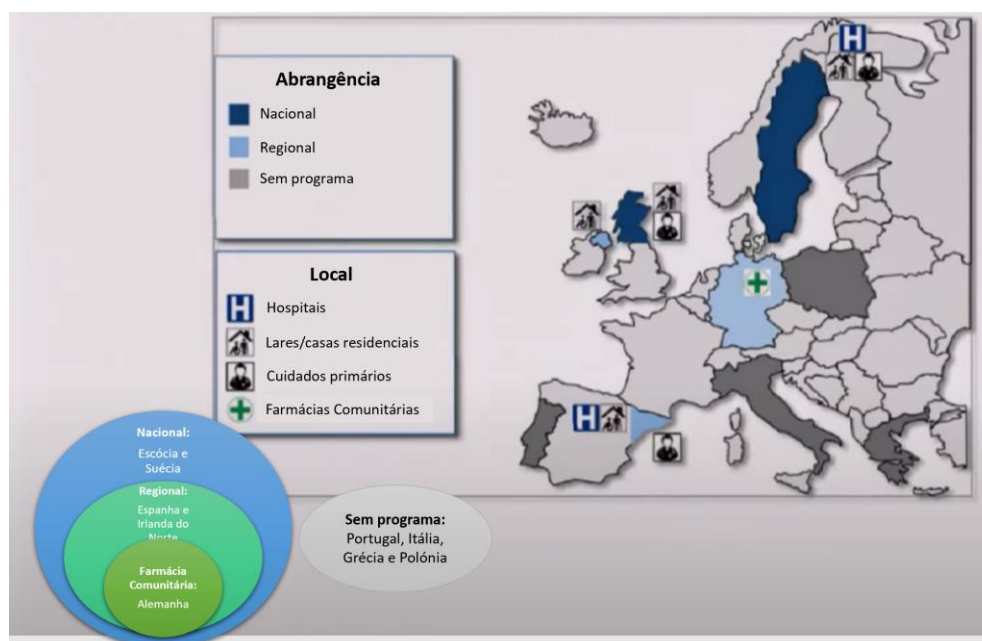 Abrangência
Nacional
Regional
Sem programa
Local
H
Hospitais
Lares/casas residenciais
Cuidados primários
Farmácias Comunitárias
H
H
Nacional:
Escócia e
Suécia
Regional:
Espanha e
Irlanda do
Norte
Farmácia
Comunitária:
Alemanha
Sem programa:
Portugal, Itália,
Grécia e Polónia